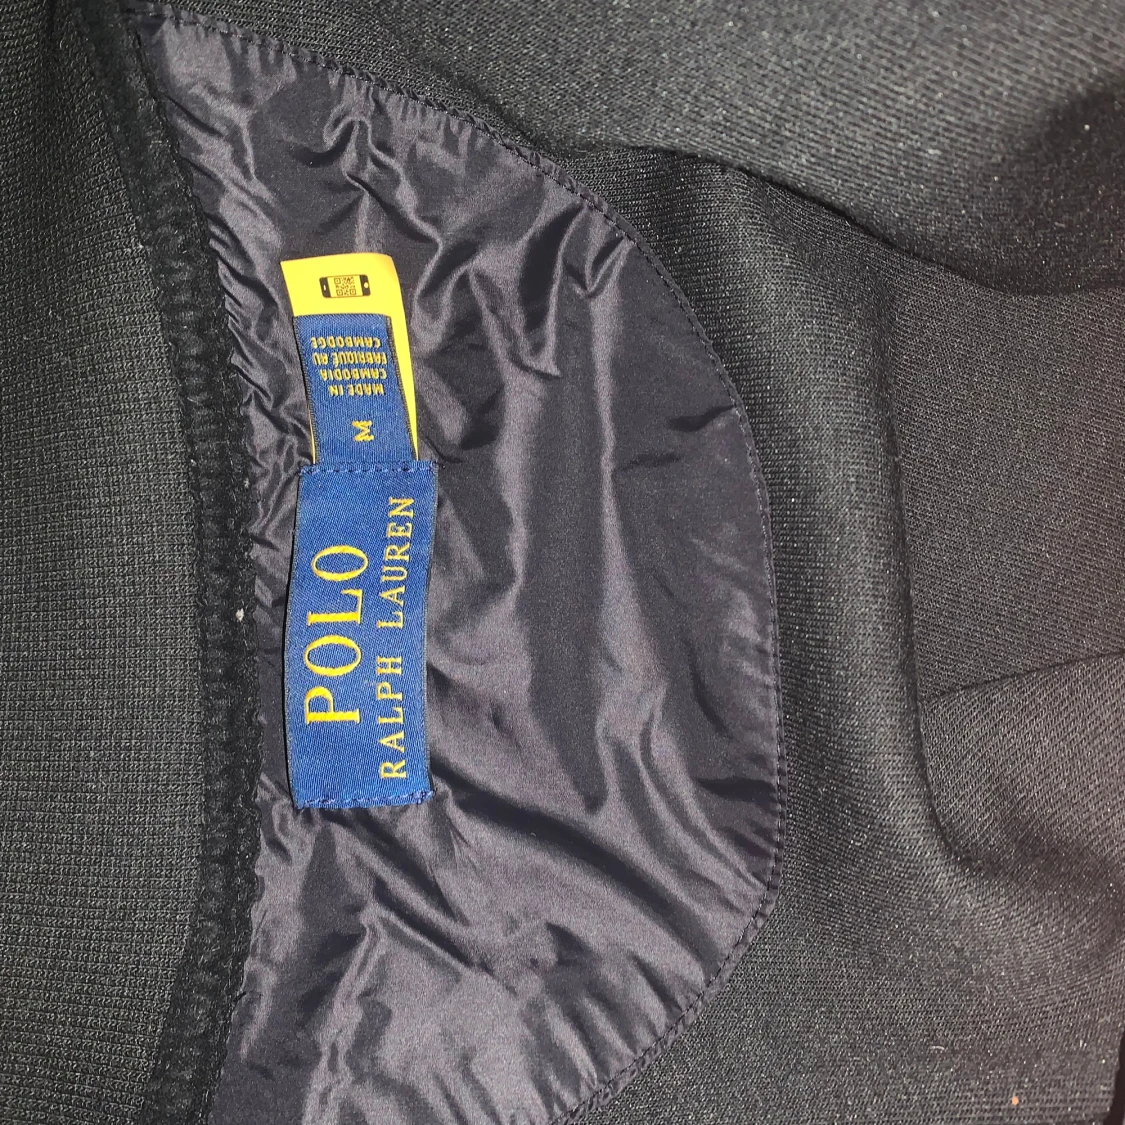 POLO
RALPH LAUREN
M
MADE IN
CAMBODIA
FABRIQUÉ AU
CAMBODGE